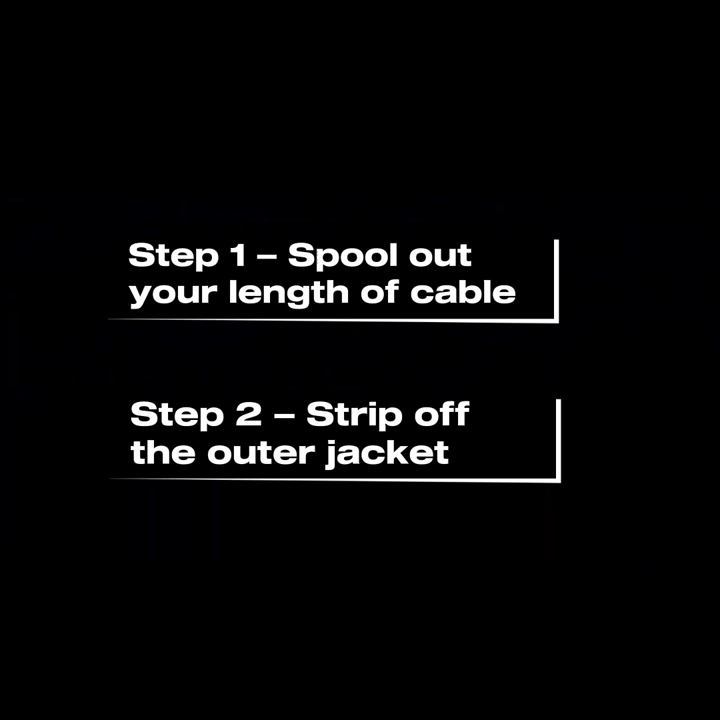 Step 1 – Spool out
your length of cable
Step 2 – Strip off
the outer jacket